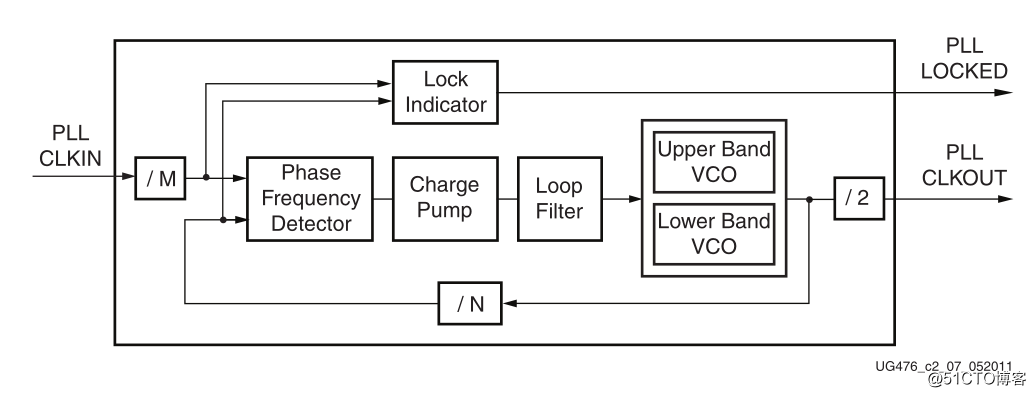 PLL
LOCKED
Lock
Indicator
PLL
CLKIN
/ M
Phase
Frequency
Detector
Charge
Pump
Loop
Filter
Upper Band
VCO
Lower Band
VCO
PLL
CLKOUT
/ 2
/ N
UG476_c2_07_052011
@51CTO博客